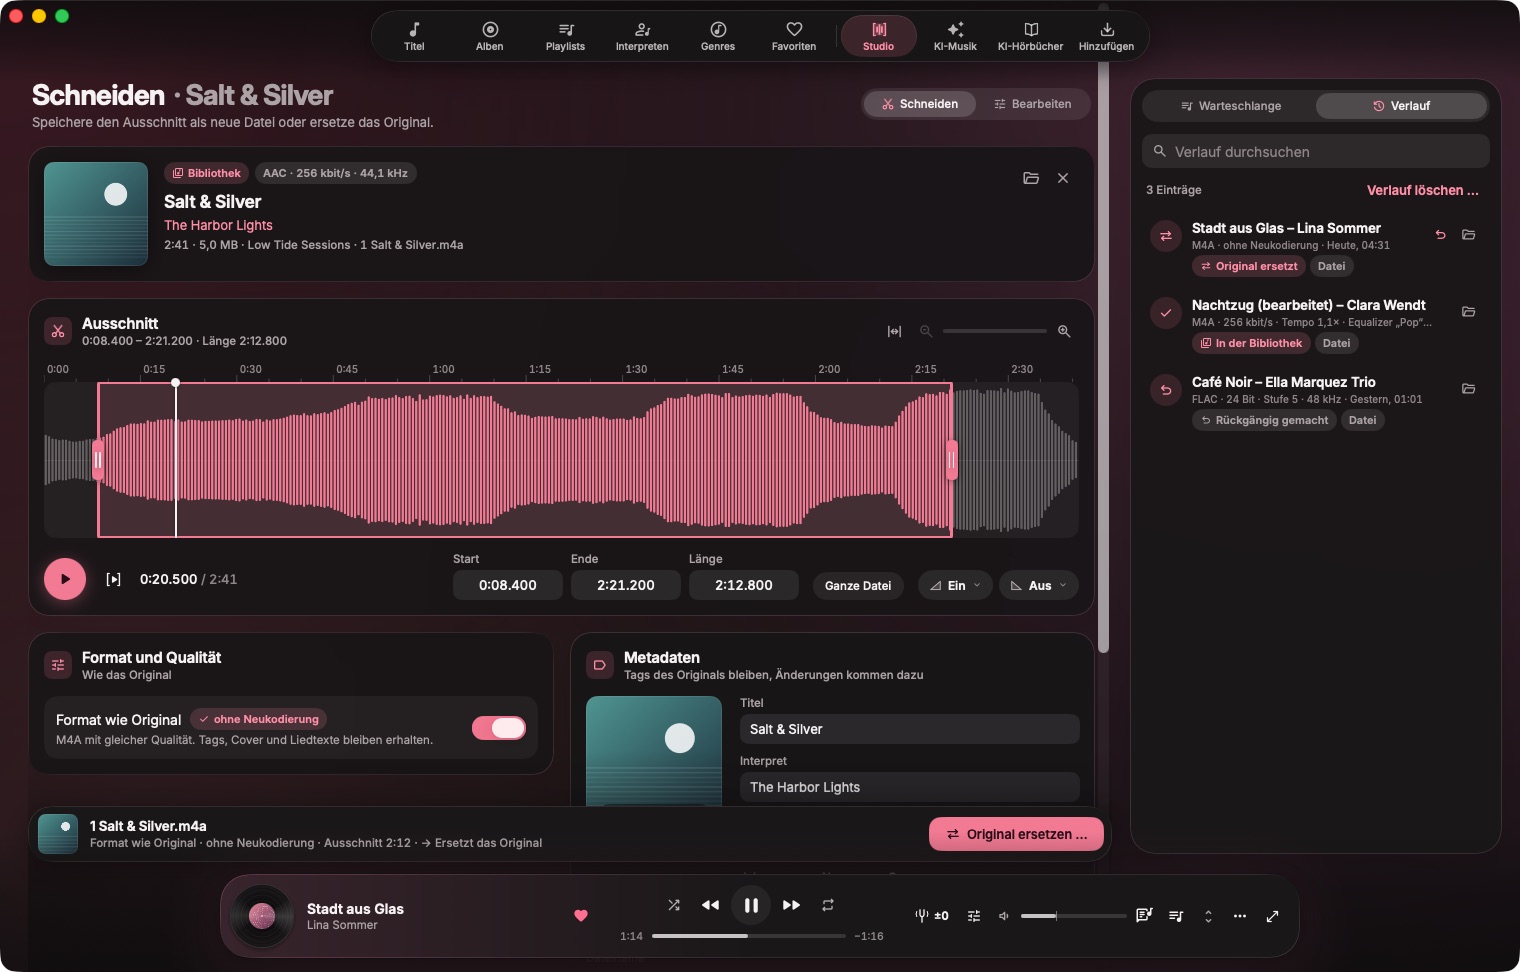 Titel
Alben
Playlists
Interpreten
Genres
Favoriten
Studio
KI-Musik
KI-Hörbücher
Hinzufügen
Schneiden · Salt & Silver
Speichere den Ausschnitt als neue Datei oder ersetze das Original.
Schneiden
Bearbeiten
Bibliothek
AAC · 256 kbit/s · 44,1 kHz
Salt & Silver
The Harbor Lights
2:41 · 5,0 MB · Low Tide Sessions · 1 Salt & Silver.m4a
Ausschnitt
0:08.400 – 2:21.200 · Länge 2:12.800
0:00 0:15 0:30 0:45 1:00 1:15 1:30 1:45 2:00 2:15 2:30
0:20.500 / 2:41
Start
0:08.400
Ende
2:21.200
Länge
2:12.800
Ganze Datei
Ein
Aus
Format und Qualität
Wie das Original
Format wie Original
ohne Neukodierung
M4A mit gleicher Qualität. Tags, Cover und Liedtexte bleiben erhalten.
Metadaten
Tags des Originals bleiben, Änderungen kommen dazu
Titel
Salt & Silver
Interpret
The Harbor Lights
1 Salt & Silver.m4a
Format wie Original · ohne Neukodierung · Ausschnitt 2:12 · → Ersetzt das Original
Original ersetzen ...
Warteschlange
Verlauf
Verlauf durchsuchen
3 Einträge
Verlauf löschen ...
Stadt aus Glas – Lina Sommer
M4A · ohne Neukodierung · Heute, 04:31
Original ersetzt
Datei
Nachtzug (bearbeitet) – Clara Wendt
M4A · 256 kbit/s · Tempo 1,1× · Equalizer „Pop“...
In der Bibliothek
Datei
Café Noir – Ella Marquez Trio
FLAC · 24 Bit · Stufe 5 · 48 kHz · Gestern, 01:01
Rückgängig gemacht
Datei
Stadt aus Glas
Lina Sommer
1:14
−1:16
±0